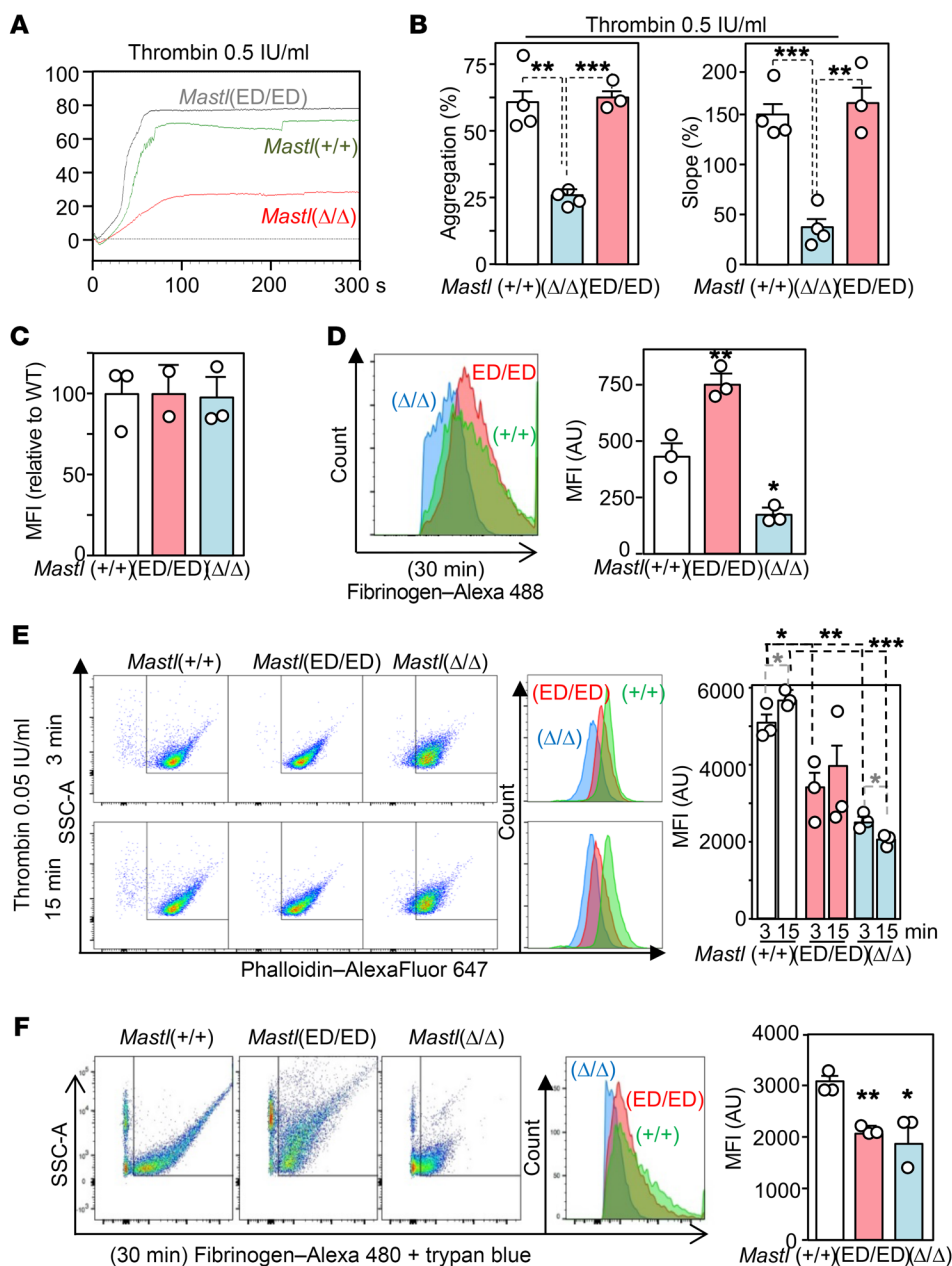 A
Thrombin 0.5 IU/ml
100
80
60
40
20
0
Mastl(ED/ED)
Mastl(+/+)
Mastl(Δ/Δ)
0
100
200
300 s
B
Thrombin 0.5 IU/ml
Aggregation (%)
75
50
25
0
** ***
Mastl (+/+)(Δ/Δ)(ED/ED)
Slope (%)
200
150
100
50
0
*** **
Mastl (+/+)(Δ/Δ)(ED/ED)
C
MFI (relative to WT)
100
50
0
Mastl (+/+)(ED/ED)(Δ/Δ)
D
Count
ED/ED
(Δ/Δ)
(+/+)
(30 min)
Fibrinogen–Alexa 488
MFI (AU)
750
500
250
0
**
*
Mastl(+/+)(ED/ED)(Δ/Δ)
E
Thrombin 0.05 IU/ml
3 min
15 min
SSC-A
Mastl(+/+) Mastl(ED/ED) Mastl(Δ/Δ)
Phalloidin–AlexaFluor 647
Count
(ED/ED) (+/+)
(Δ/Δ)
MFI (AU)
6000
4000
2000
0
* ** ***
*
*
3 15 3 15 3 15 min
Mastl (+/+)(ED/ED)(Δ/Δ)
F
Mastl(+/+) Mastl(ED/ED) Mastl(Δ/Δ)
SSC-A
(30 min) Fibrinogen–Alexa 480 + trypan blue
Count
(Δ/Δ)
(ED/ED)
(+/+)
150
100
50
0
MFI (AU)
4000
3000
2000
1000
0
** *
Mastl (+/+)(ED/ED)(Δ/Δ)